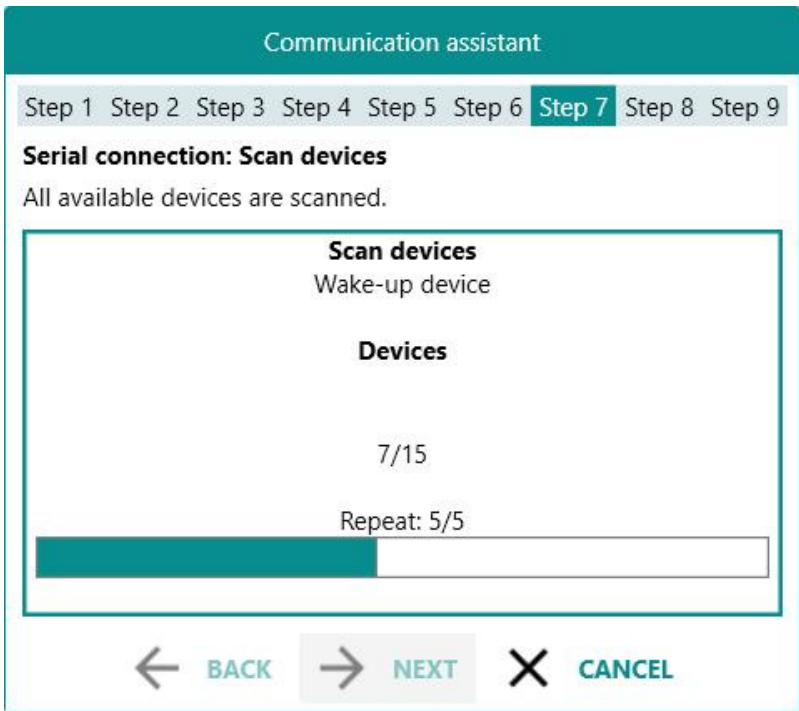 Communication assistant
Step 1 Step 2 Step 3 Step 4 Step 5 Step 6 Step 7 Step 8 Step 9
Serial connection: Scan devices
All available devices are scanned.
Scan devices
Wake-up device
Devices
7/15
Repeat: 5/5
BACK NEXT CANCEL